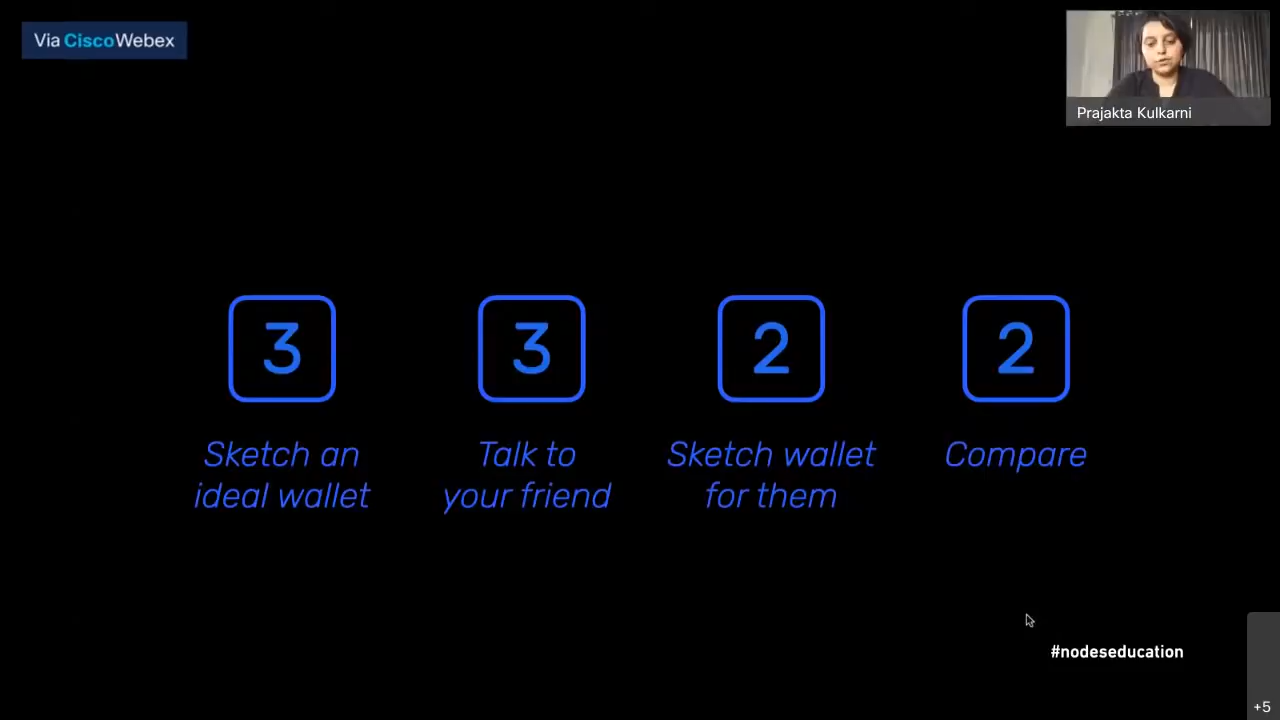 Via CiscoWebex
Prajakta Kulkarni
3
3
2
2
Sketch an
ideal wallet
Talk to
your friend
Sketch wallet
for them
Compare
#nodeseducation
+5